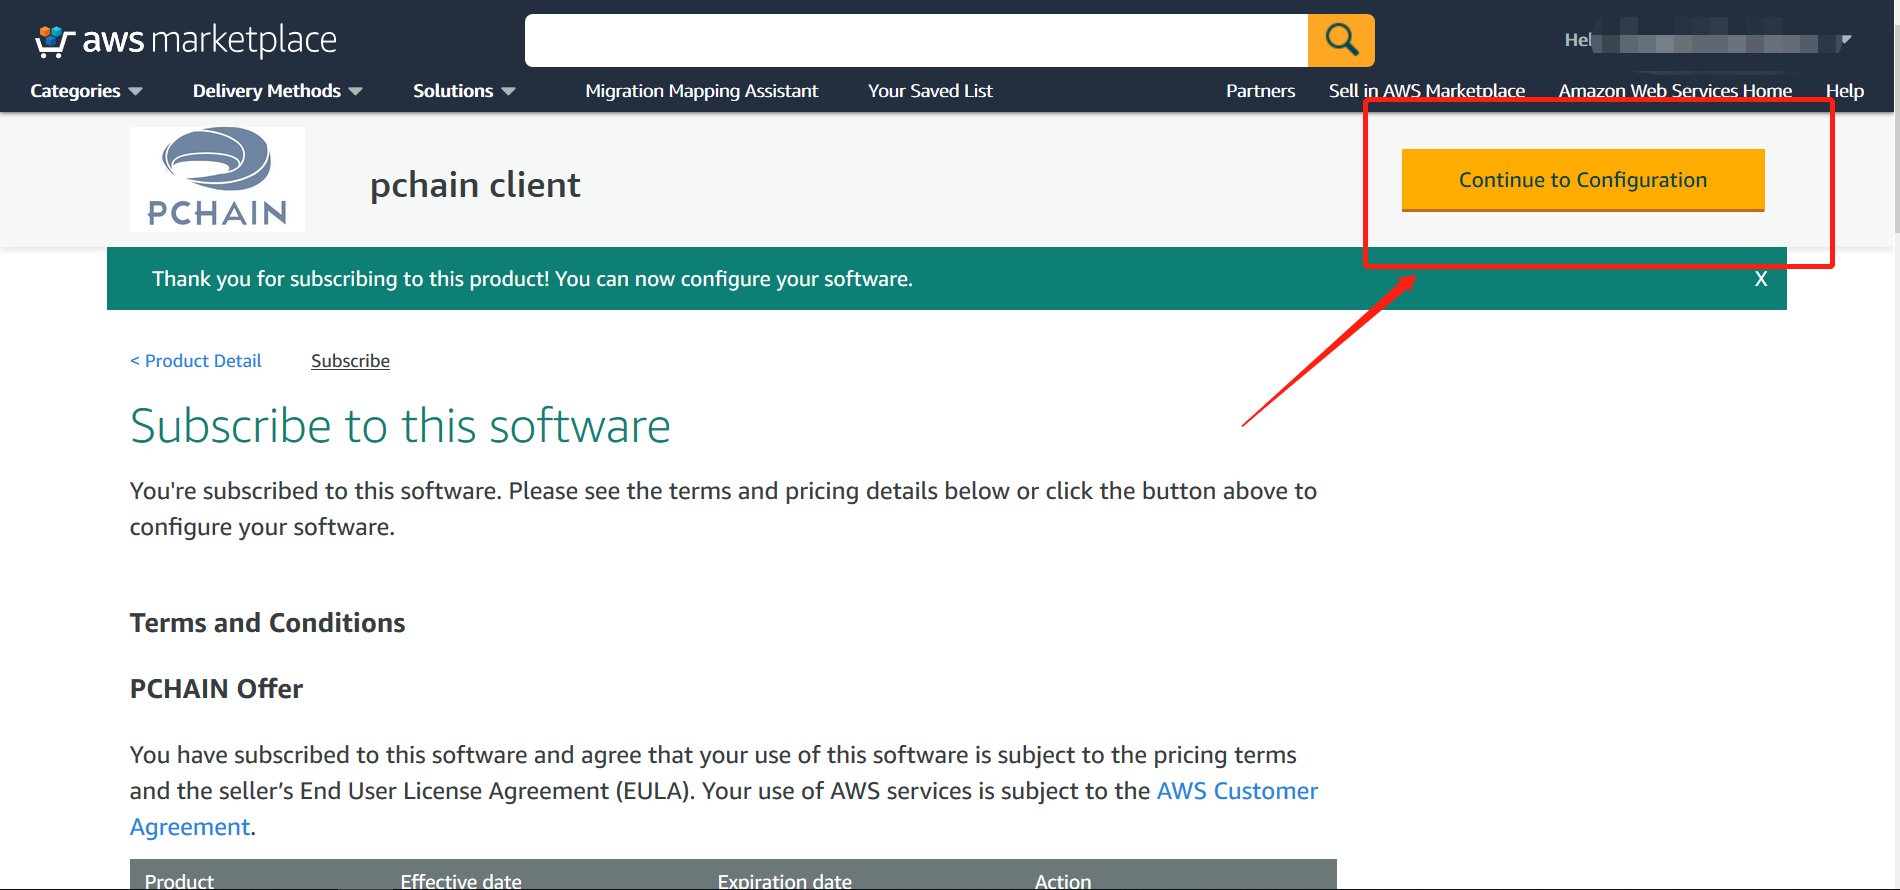 aws marketplace
Categories Delivery Methods Solutions Migration Mapping Assistant Your Saved List Partners Sell in AWS Marketplace Amazon Web Services Home Help
PCHAIN
pchain client
Continue to Configuration
Thank you for subscribing to this product! You can now configure your software.
X
< Product Detail Subscribe
Subscribe to this software
You're subscribed to this software. Please see the terms and pricing details below or click the button above to
configure your software.
Terms and Conditions
PCHAIN Offer
You have subscribed to this software and agree that your use of this software is subject to the pricing terms
and the seller’s End User License Agreement (EULA). Your use of AWS services is subject to the AWS Customer
Agreement.
Product Effective date Expiration date Action